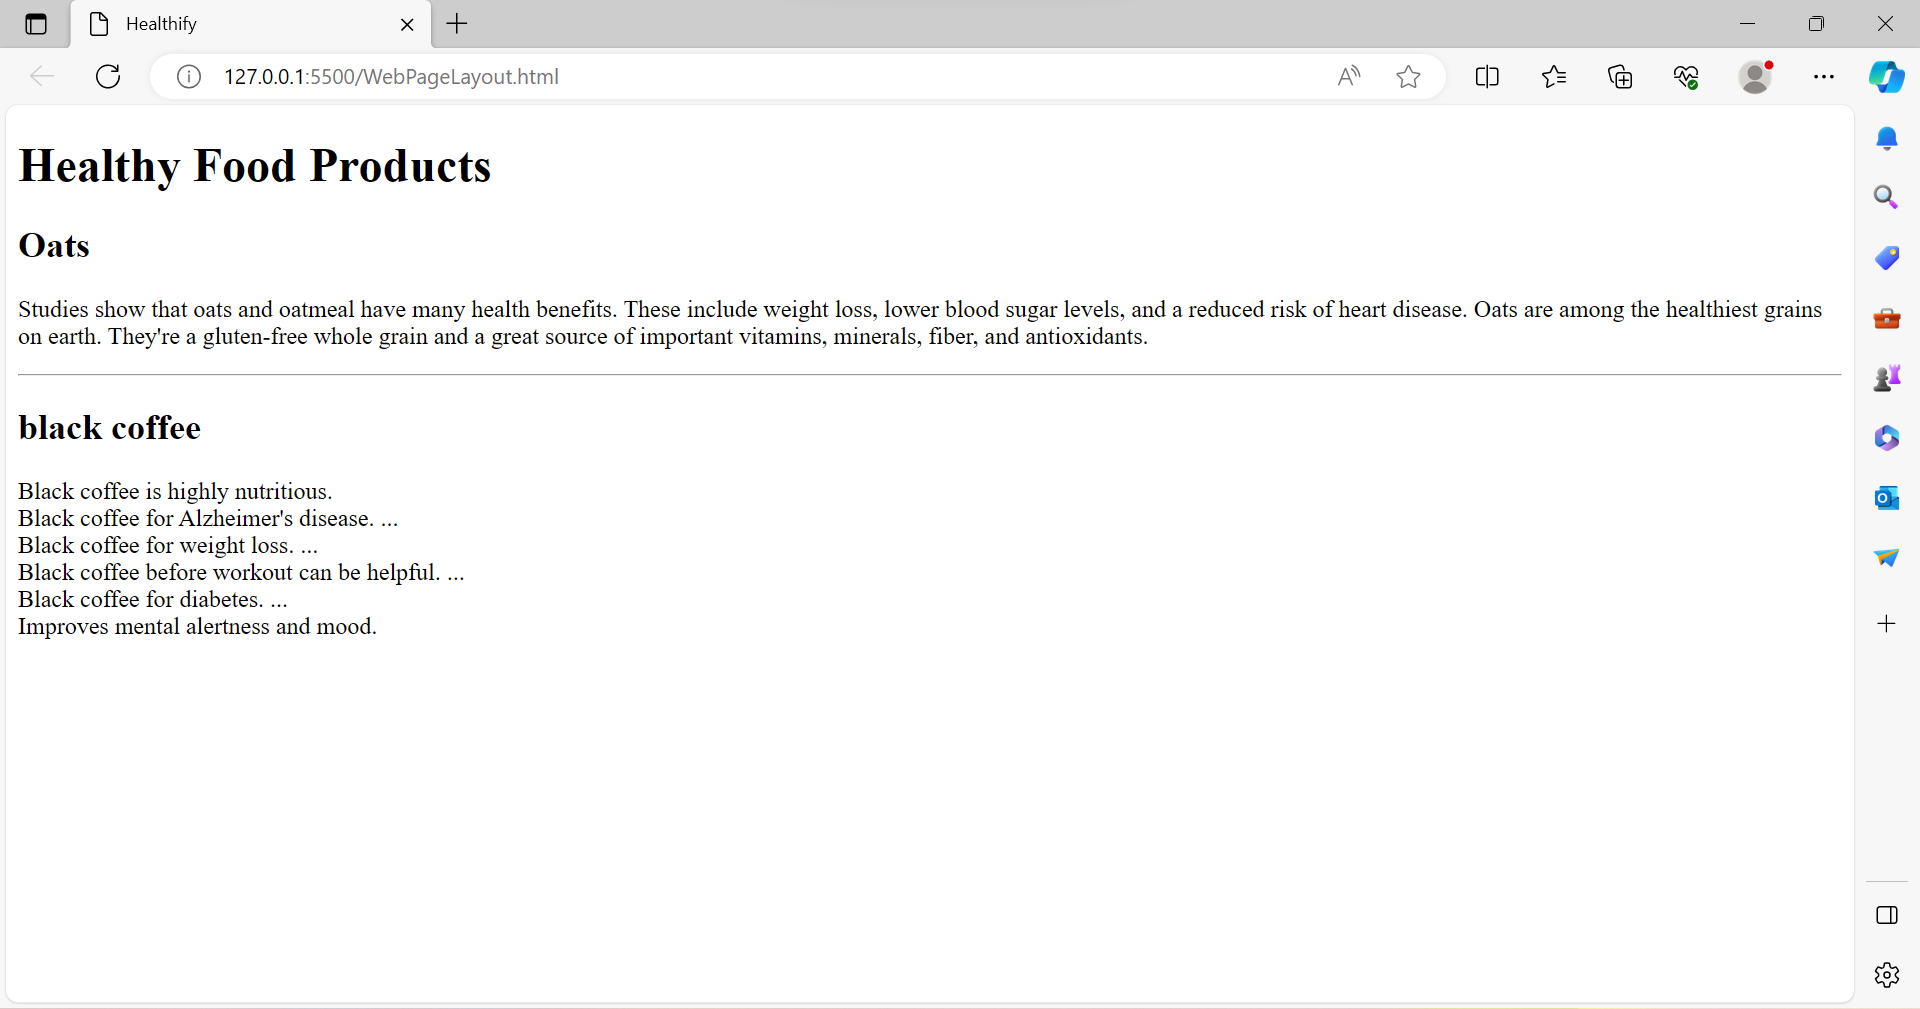 Healthify
127.0.0.1:5500/WebPageLayout.html
Healthy Food Products
Oats
Studies show that oats and oatmeal have many health benefits. These include weight loss, lower blood sugar levels, and a reduced risk of heart disease. Oats are among the healthiest grains
on earth. They're a gluten-free whole grain and a great source of important vitamins, minerals, fiber, and antioxidants.
black coffee
Black coffee is highly nutritious.
Black coffee for Alzheimer's disease. ...
Black coffee for weight loss. ...
Black coffee before workout can be helpful. ...
Black coffee for diabetes. ...
Improves mental alertness and mood.